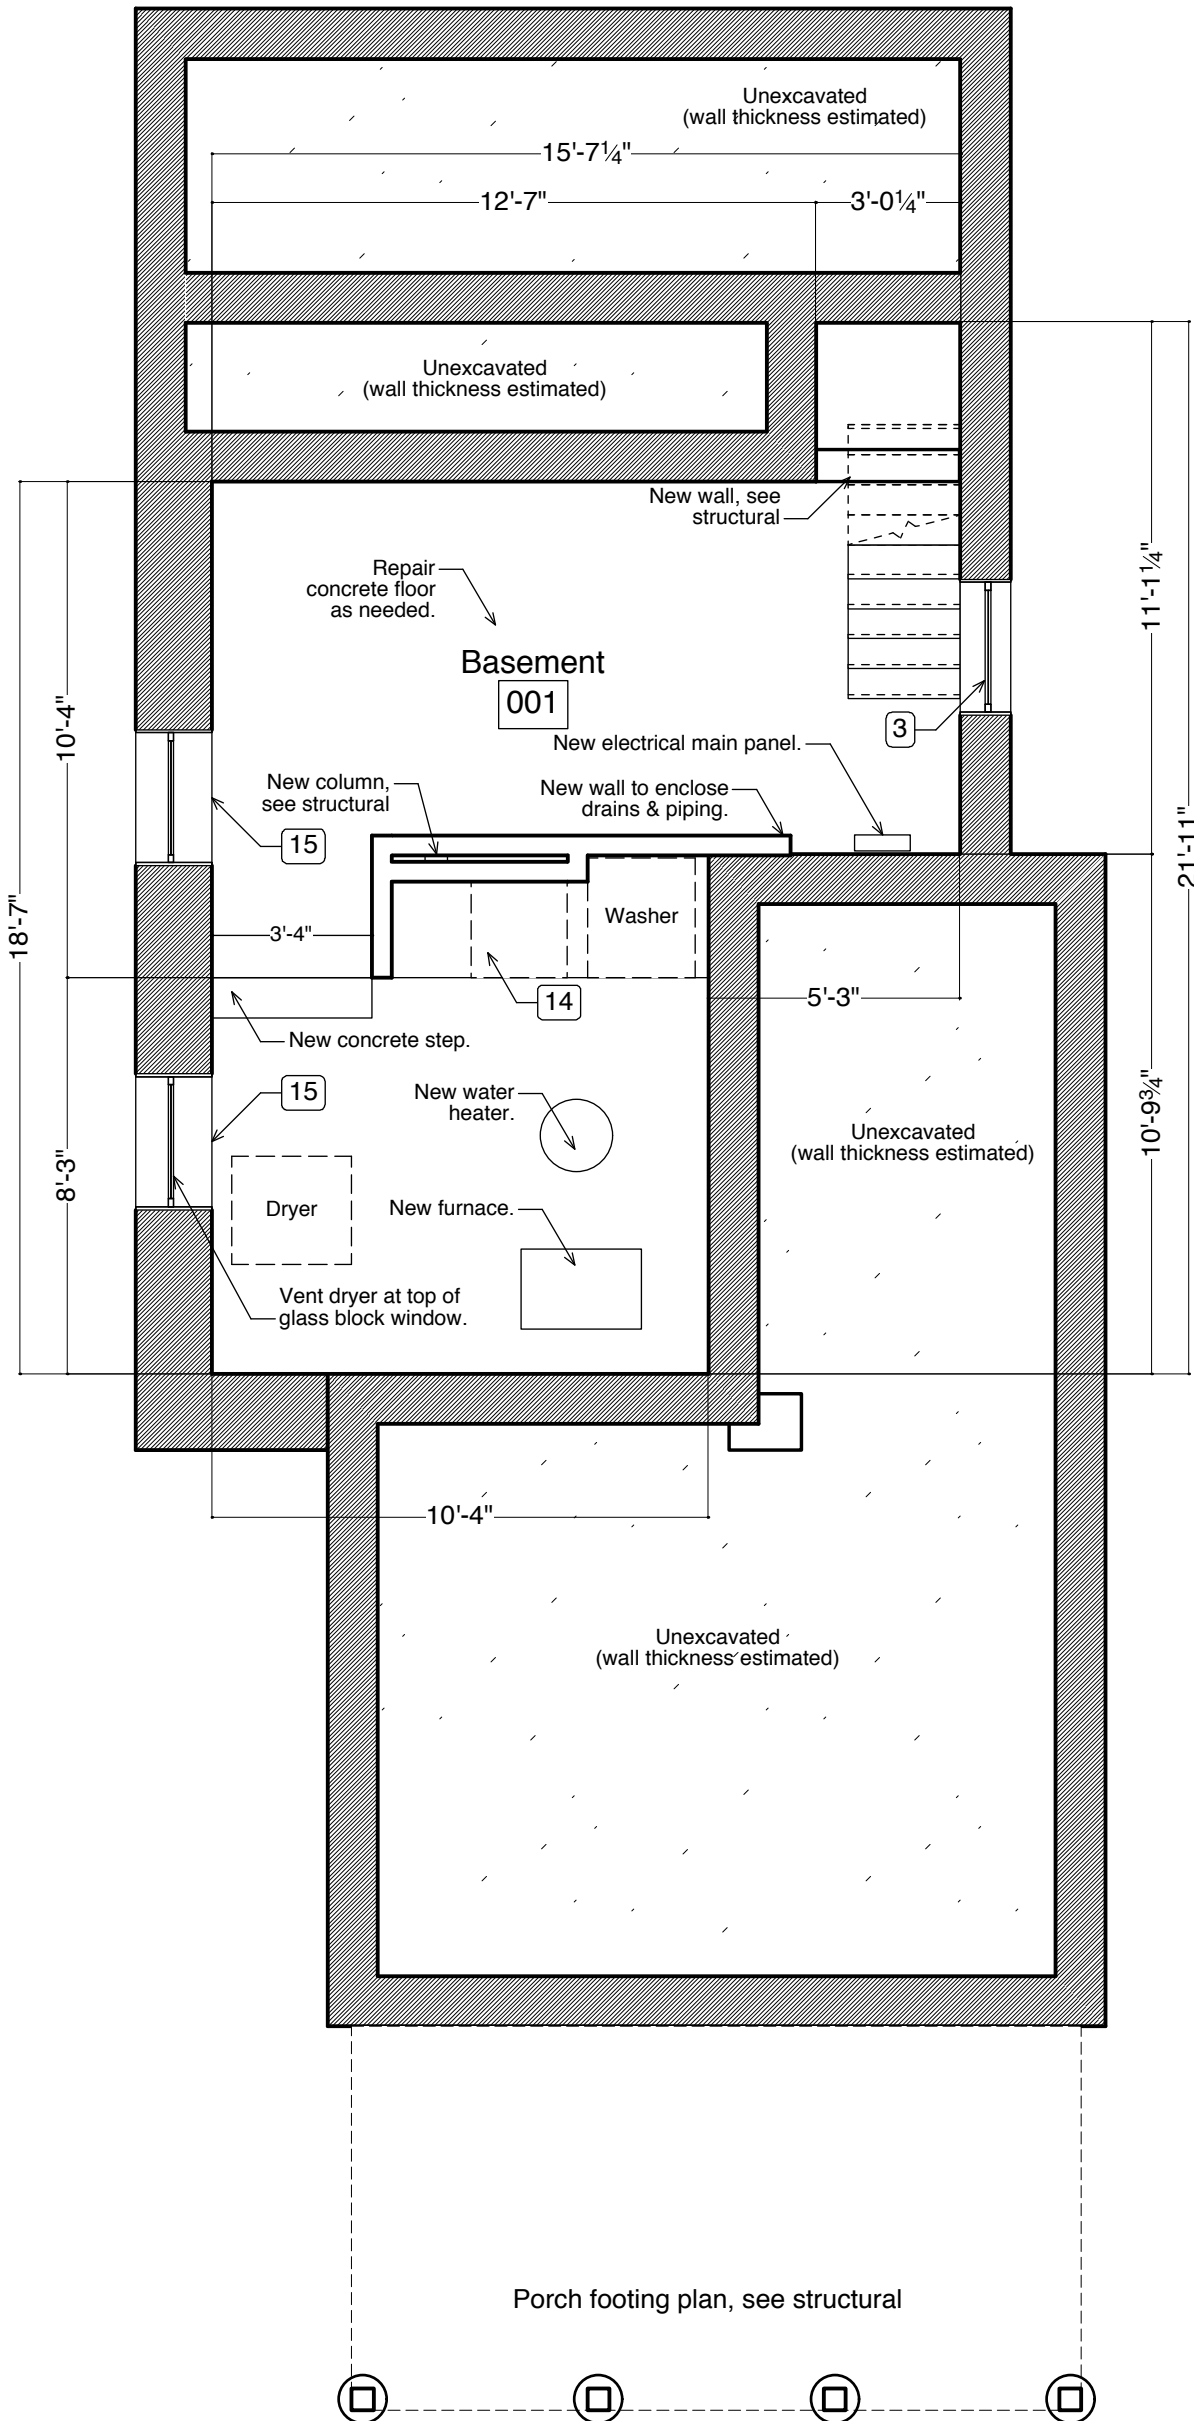 Unexcavated
(wall thickness estimated)
15'-7¼"
12'-7"
3'-0¼"
Unexcavated
(wall thickness estimated)
New wall, see
structural
Repair
concrete floor
as needed.
11'-1¼"
Basement
001
10'-4"
3
New electrical main panel.
New column,
see structural
New wall to enclose
drains & piping.
15
21'-11"
18'-7"
3'-4"
Washer
14
5'-3"
New concrete step.
15
New water
heater.
Unexcavated
(wall thickness estimated)
10'-9¾"
8'-3"
Dryer
New furnace.
Vent dryer at top of
glass block window.
10'-4"
Unexcavated
(wall thickness estimated)
Porch footing plan, see structural